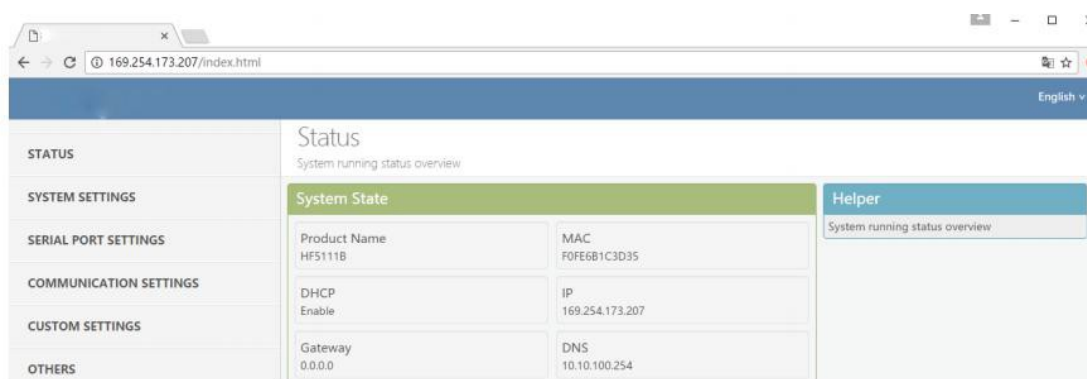 169.254.173.207/index.html
English
STATUS
SYSTEM SETTINGS
SERIAL PORT SETTINGS
COMMUNICATION SETTINGS
CUSTOM SETTINGS
OTHERS
Status
System running status overview
System State
Product Name
HF5111B
MAC
F0FE6B1C3D35
DHCP
Enable
IP
169.254.173.207
Gateway
0.0.0.0
DNS
10.10.100.254
Helper
System running status overview